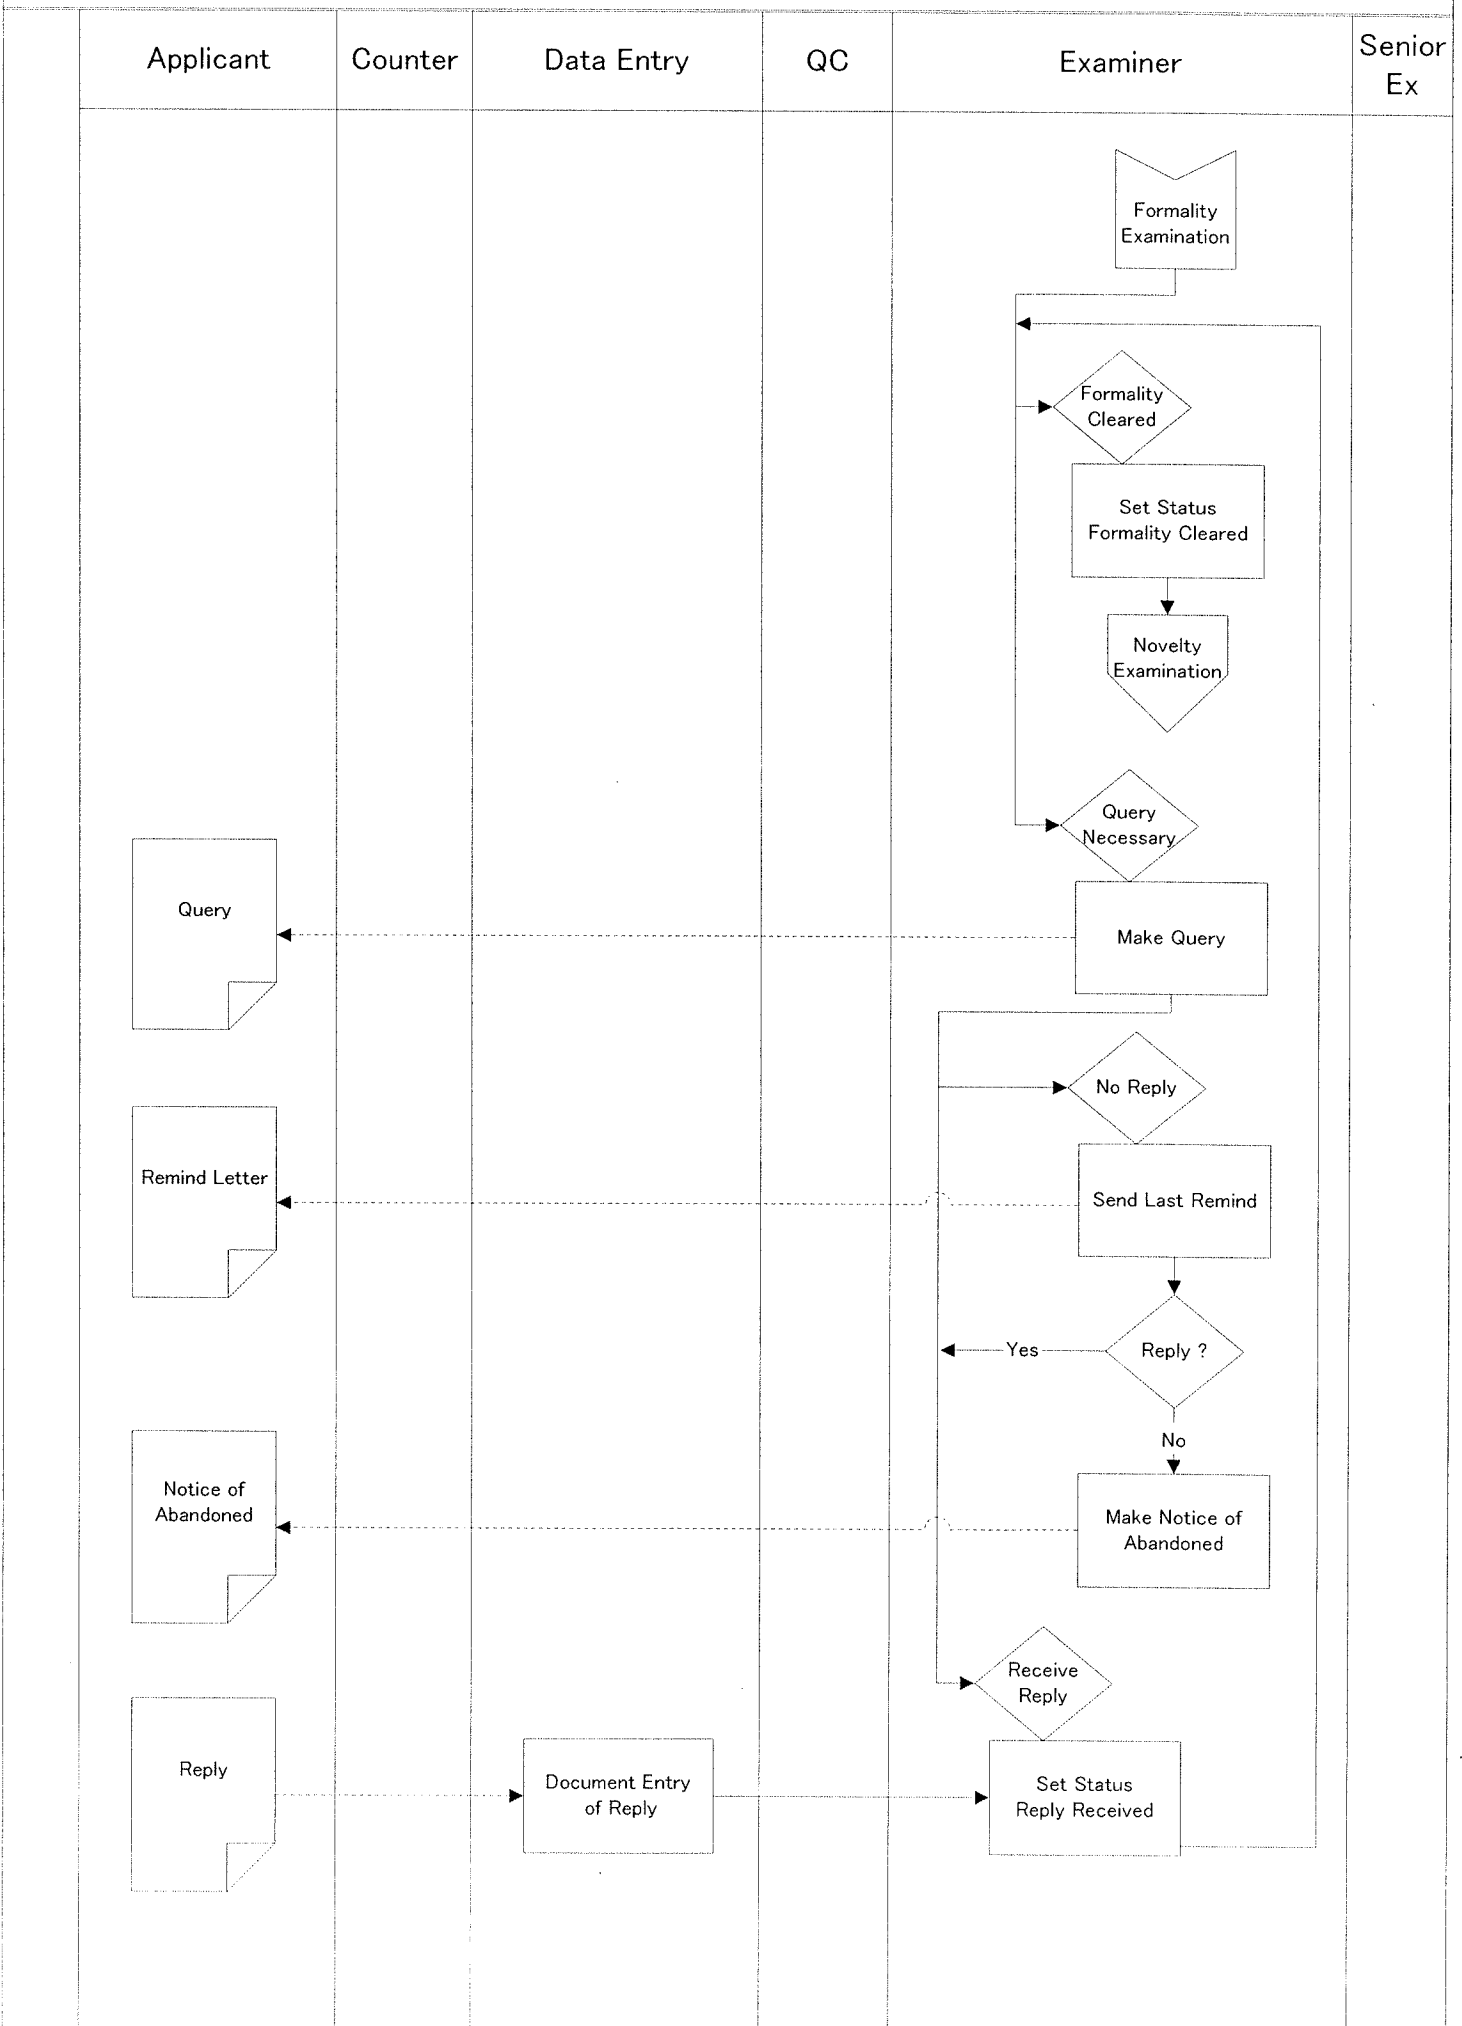 Applicant
Counter
Data Entry
QC
Examiner
Senior
Ex
Formality
Examination
Formality
Cleared
Set Status
Formality Cleared
Novelty
Examination
Query
Necessary
Query
Make Query
No Reply
Remind Letter
Send Last Remind
Yes
Reply ?
No
Notice of
Abandoned
Make Notice of
Abandoned
Receive
Reply
Reply
Document Entry
of Reply
Set Status
Reply Received